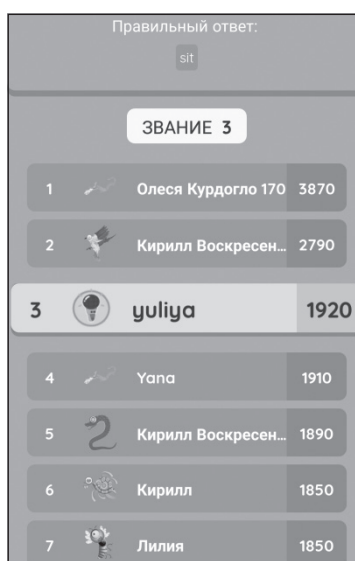 Правильный ответ:
sit
ЗВАНИЕ 3
1 Олеся Курдогло 170 3870
2 Кирилл Воскресен... 2790
3 yuliya 1920
4 Yana 1910
5 Кирилл Воскресен... 1890
6 Кирилл 1850
7 Лилия 1850